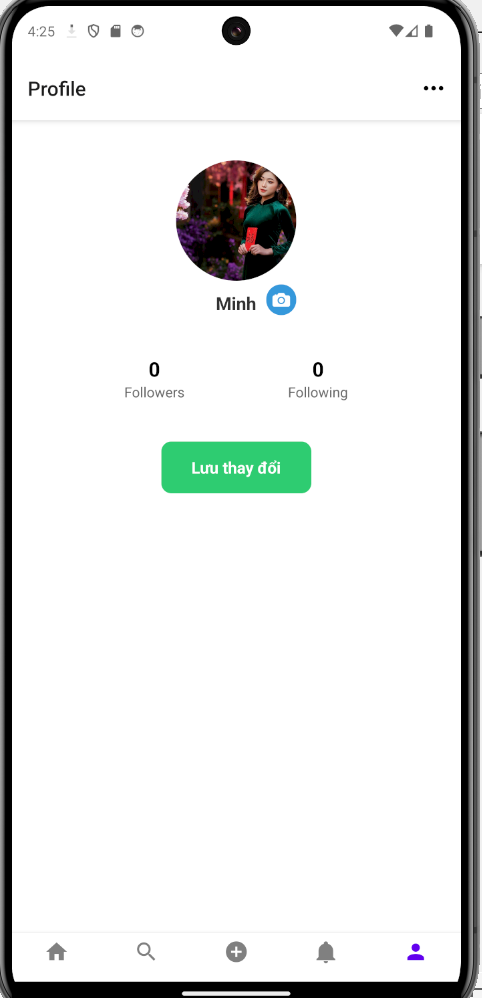 4:25
Profile
Minh
0 0
Followers Following
Lưu thay đổi